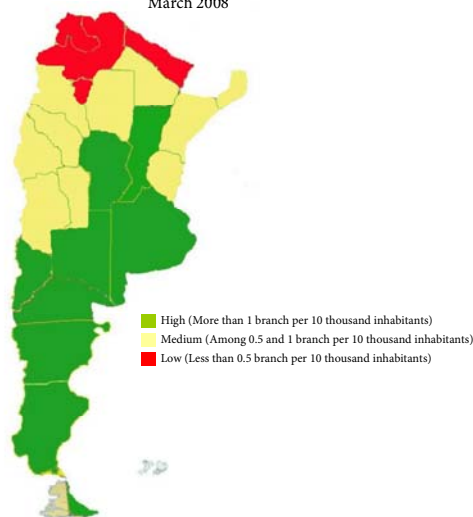 March 2008
High (More than 1 branch per 10 thousand inhabitants)
Medium (Among 0.5 and 1 branch per 10 thousand inhabitants)
Low (Less than 0.5 branch per 10 thousand inhabitants)